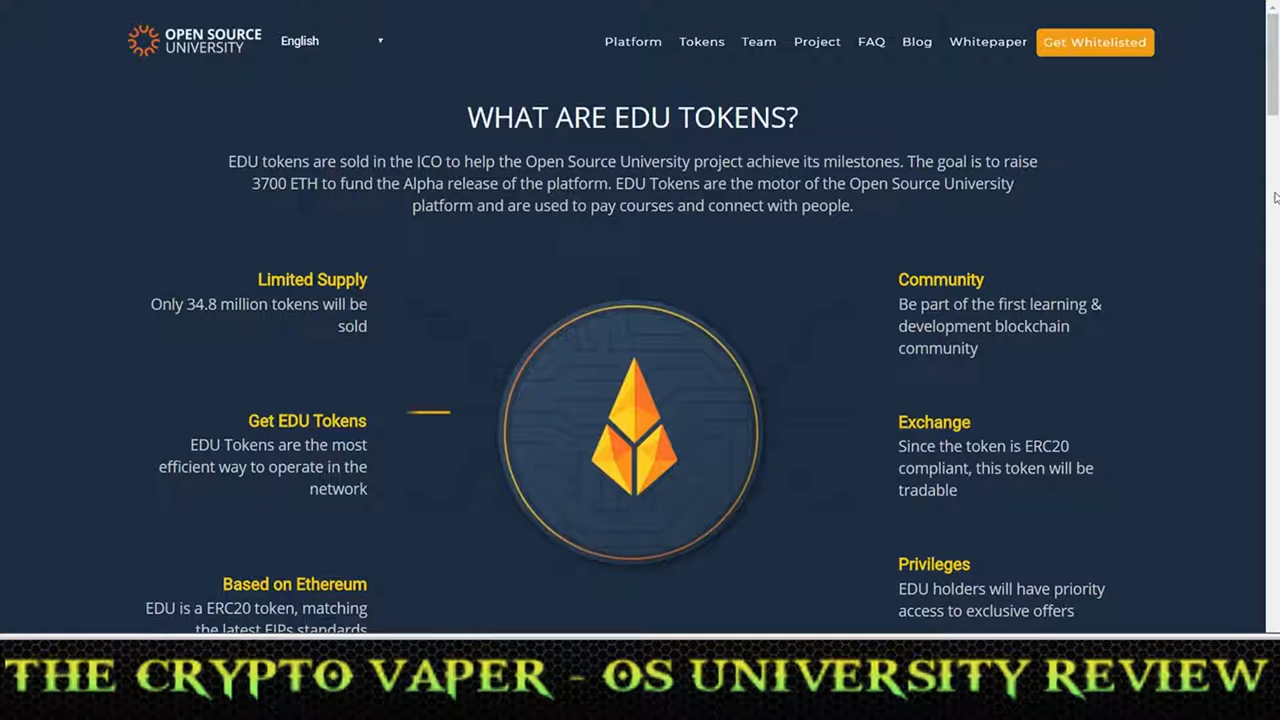 OPEN SOURCE
UNIVERSITY
English
Platform Tokens Team Project FAQ Blog Whitepaper Get Whitelisted
WHAT ARE EDU TOKENS?
EDU tokens are sold in the ICO to help the Open Source University project achieve its milestones. The goal is to raise
3700 ETH to fund the Alpha release of the platform. EDU Tokens are the motor of the Open Source University
platform and are used to pay courses and connect with people.
Limited Supply
Only 34.8 million tokens will be
sold
Get EDU Tokens
EDU Tokens are the most
efficient way to operate in the
network
Based on Ethereum
EDU is a ERC20 token, matching
the latest EIPs standards
Community
Be part of the first learning &
development blockchain
community
Exchange
Since the token is ERC20
compliant, this token will be
tradable
Privileges
EDU holders will have priority
access to exclusive offers
THE CRYPTO VAPER - OS UNIVERSITY REVIEW